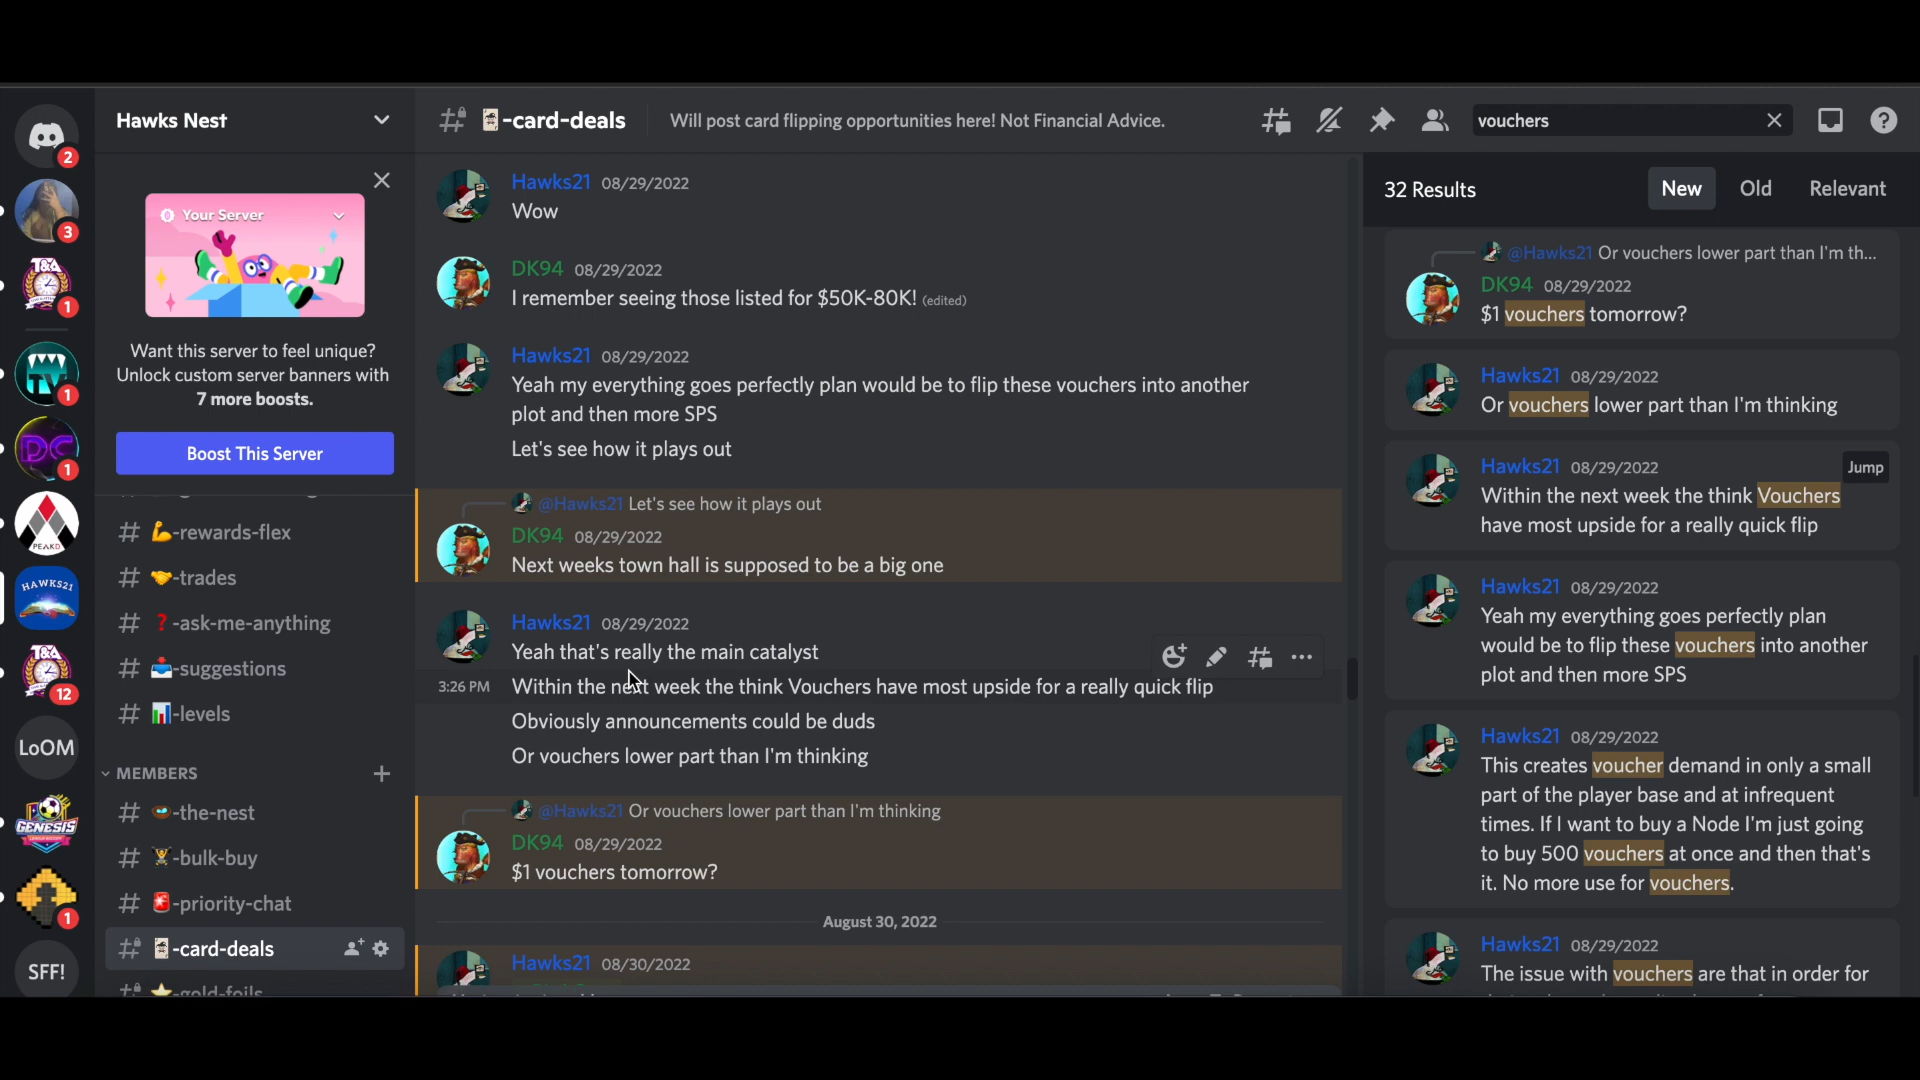 Hawks Nest
-card-deals
Will post card flipping opportunities here! Not Financial Advice.
vouchers
2
3
1
1
1
PEAKD
HAWKS21
12
LoOM
GENESIS
1
SFF!
Your Server
Want this server to feel unique?
Unlock custom server banners with
7 more boosts.
Boost This Server
-rewards-flex
-trades
-ask-me-anything
-suggestions
-levels
MEMBERS
-the-nest
-bulk-buy
-priority-chat
-card-deals
-gold-foils
Hawks21 08/29/2022
Wow
DK94 08/29/2022
I remember seeing those listed for $50K-80K! (edited)
Hawks21 08/29/2022
Yeah my everything goes perfectly plan would be to flip these vouchers into another
plot and then more SPS
Let's see how it plays out
@Hawks21 Let's see how it plays out
DK94 08/29/2022
Next weeks town hall is supposed to be a big one
Hawks21 08/29/2022
Yeah that's really the main catalyst
3:26 PM Within the next week the think Vouchers have most upside for a really quick flip
Obviously announcements could be duds
Or vouchers lower part than I'm thinking
@Hawks21 Or vouchers lower part than I'm thinking
DK94 08/29/2022
$1 vouchers tomorrow?
August 30, 2022
Hawks21 08/30/2022
32 Results
New Old Relevant
@Hawks21 Or vouchers lower part than I'm th...
DK94 08/29/2022
$1 vouchers tomorrow?
Hawks21 08/29/2022
Or vouchers lower part than I'm thinking
Hawks21 08/29/2022
Jump
Within the next week the think Vouchers
have most upside for a really quick flip
Hawks21 08/29/2022
Yeah my everything goes perfectly plan
would be to flip these vouchers into another
plot and then more SPS
Hawks21 08/29/2022
This creates voucher demand in only a small
part of the player base and at infrequent
times. If I want to buy a Node I'm just going
to buy 500 vouchers at once and then that's
it. No more use for vouchers.
Hawks21 08/29/2022
The issue with vouchers are that in order for